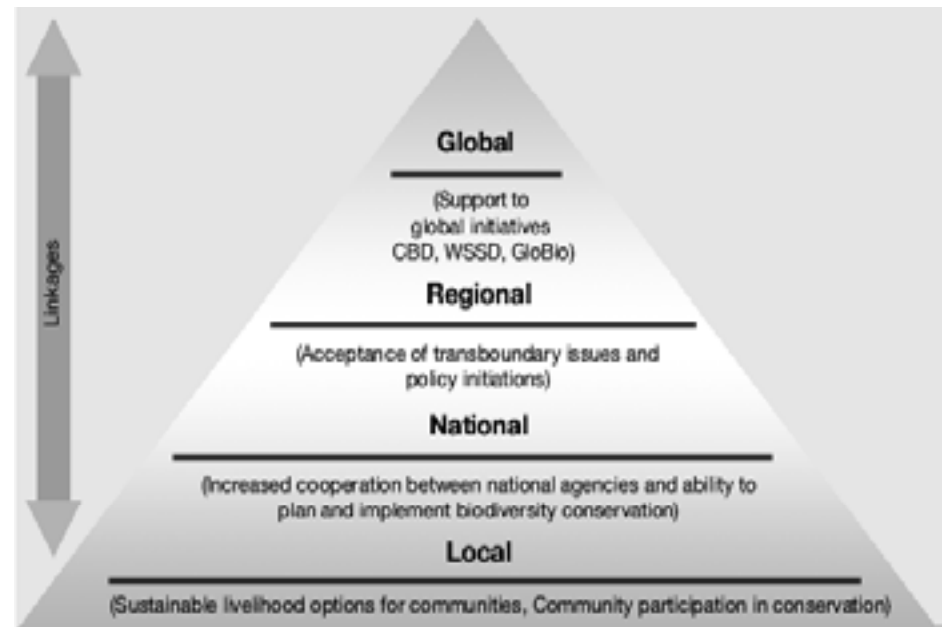 Global
(Support to
global initiatives
CBD, WSSD, GloBio)
Regional
(Acceptance of transboundary issues and
policy initiations)
National
(Increased cooperation between national agencies and ability to
plan and implement biodiversity conservation)
Local
(Sustainable livelihood options for communities, Community participation in conservation)
Linkages